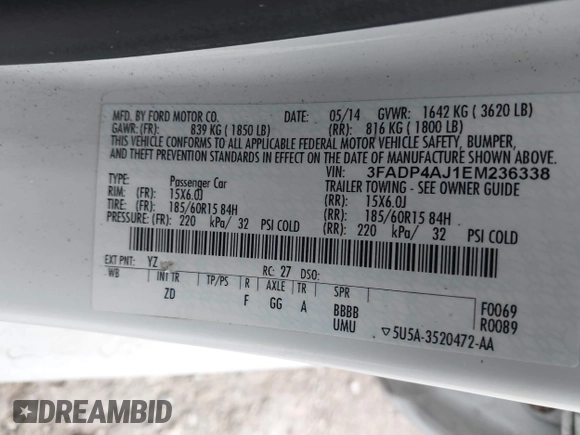 MFD. BY FORD MOTOR CO. DATE: 05/14 GVWR: 1642 KG ( 3620 LB)
GAWR: (FR): 839 KG ( 1850 LB) (RR): 816 KG ( 1800 LB)
THIS VEHICLE CONFORMS TO ALL APPLICABLE FEDERAL MOTOR VEHICLE SAFETY, BUMPER,
AND THEFT PREVENTION STANDARDS IN EFFECT ON THE DATE OF MANUFACTURE SHOWN ABOVE.
VIN: 3FADP4AJ1EM236338
TYPE: Passenger Car TRAILER TOWING - SEE OWNER GUIDE
RIM: (FR): 15X6.0J (RR): 15X6.0J
TIRE: (FR): 185/60R15 84H (RR): 185/60R15 84H
PRESSURE: (FR): 220 kPa/ 32 PSI COLD (RR): 220 kPa/ 32 PSI COLD
EXT PNT: YZ RC: 27 DSO:
WB INT TR TP/PS R AXLE TR SPR
ZD F GG A BBBB F0069
UMU R0089
▽5U5A-3520472-AA
DREAMBID